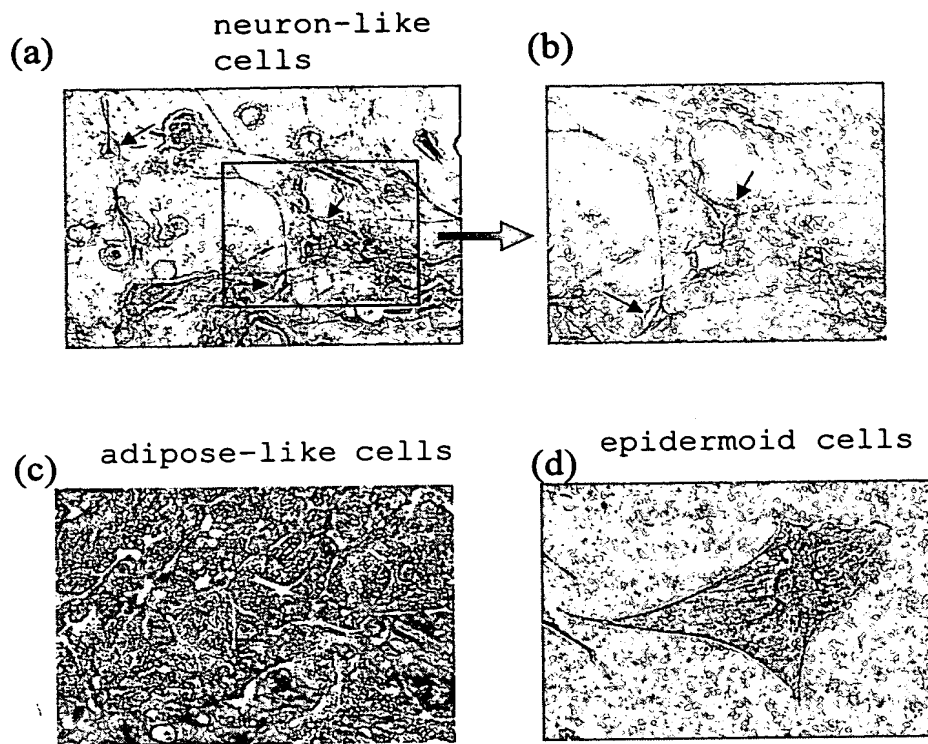 neuron-like
cells
(a)
(b)
adipose-like cells
(c)
epidermoid cells
(d)